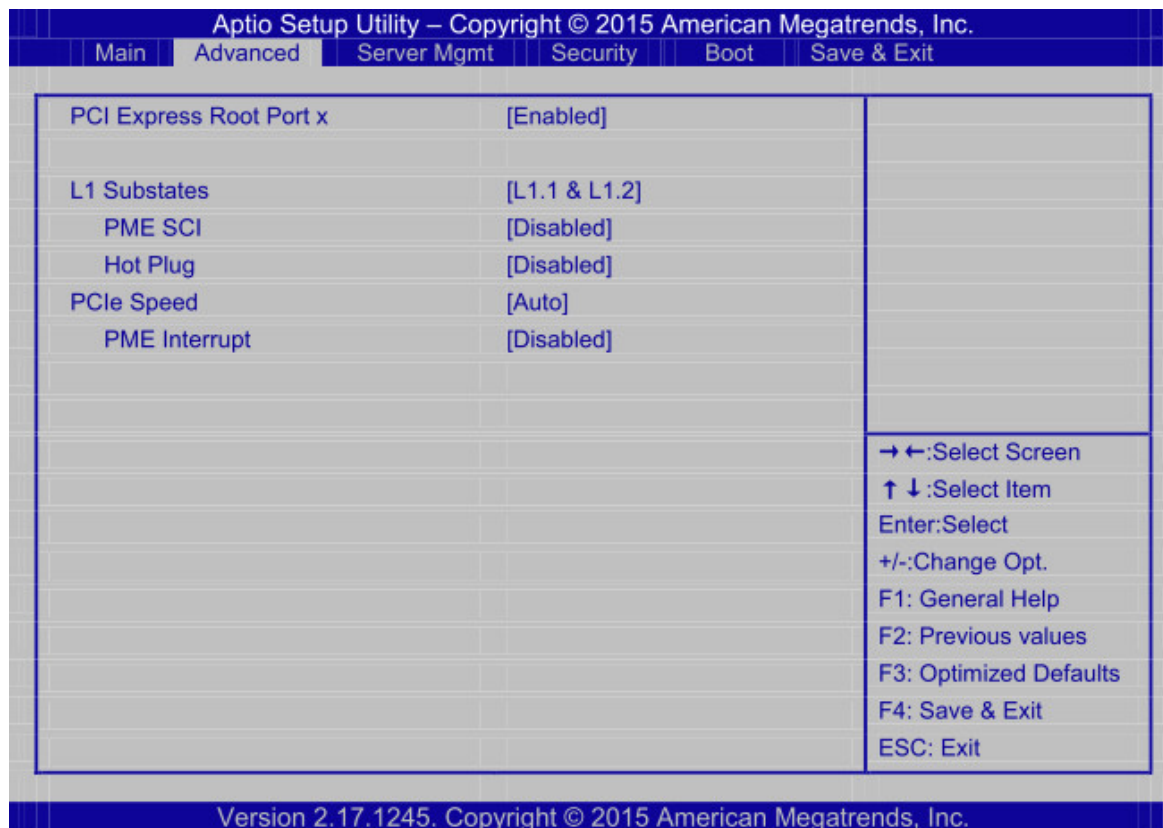 Aptio Setup Utility – Copyright © 2015 American Megatrends, Inc.
Main Advanced Server Mgmt Security Boot Save & Exit
PCI Express Root Port x [Enabled]
L1 Substates [L1.1 & L1.2]
PME SCI [Disabled]
Hot Plug [Disabled]
PCIe Speed [Auto]
PME Interrupt [Disabled]
→ ←:Select Screen
↑ ↓ :Select Item
Enter:Select
+/-:Change Opt.
F1: General Help
F2: Previous values
F3: Optimized Defaults
F4: Save & Exit
ESC: Exit
Version 2.17.1245. Copyright © 2015 American Megatrends, Inc.